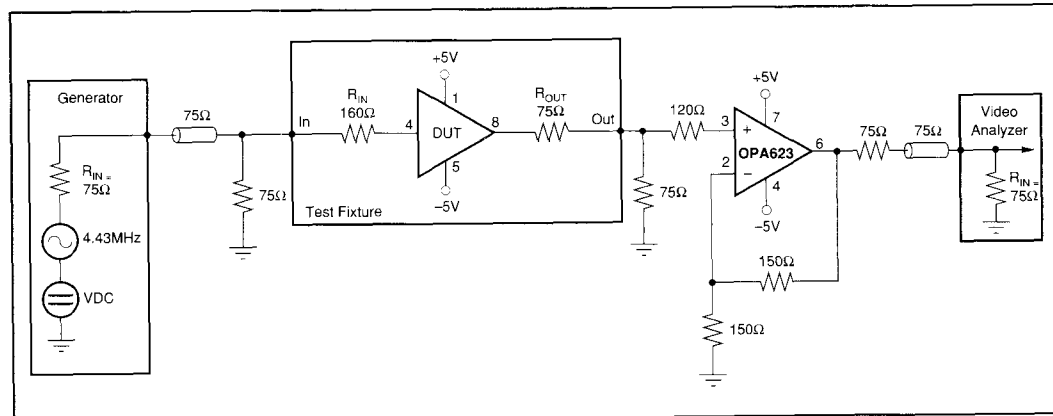 Generator
R_IN =
75Ω
4.43MHz
VDC
75Ω
75Ω
In
R_IN
160Ω
4
+5V
1
DUT
5
–5V
8
R_OUT
75Ω
Out
Test Fixture
75Ω
120Ω
3
+
2
–
+5V
7
OPA623
6
4
–5V
150Ω
150Ω
75Ω
75Ω
Video
Analyzer
R_IN =
75Ω